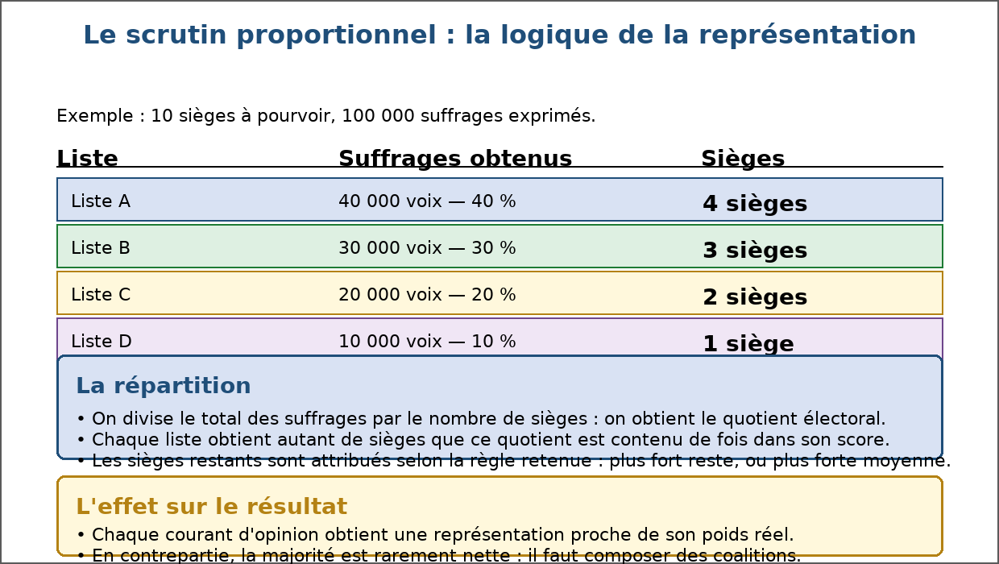 Le scrutin proportionnel : la logique de la représentation
Exemple : 10 sièges à pourvoir, 100 000 suffrages exprimés.
Liste Suffrages obtenus Sièges
Liste A 40 000 voix — 40 % 4 sièges
Liste B 30 000 voix — 30 % 3 sièges
Liste C 20 000 voix — 20 % 2 sièges
Liste D 10 000 voix — 10 % 1 siège
La répartition
• On divise le total des suffrages par le nombre de sièges : on obtient le quotient électoral.
• Chaque liste obtient autant de sièges que ce quotient est contenu de fois dans son score.
• Les sièges restants sont attribués selon la règle retenue : plus fort reste, ou plus forte moyenne.
L'effet sur le résultat
• Chaque courant d'opinion obtient une représentation proche de son poids réel.
• En contrepartie, la majorité est rarement nette : il faut composer des coalitions.